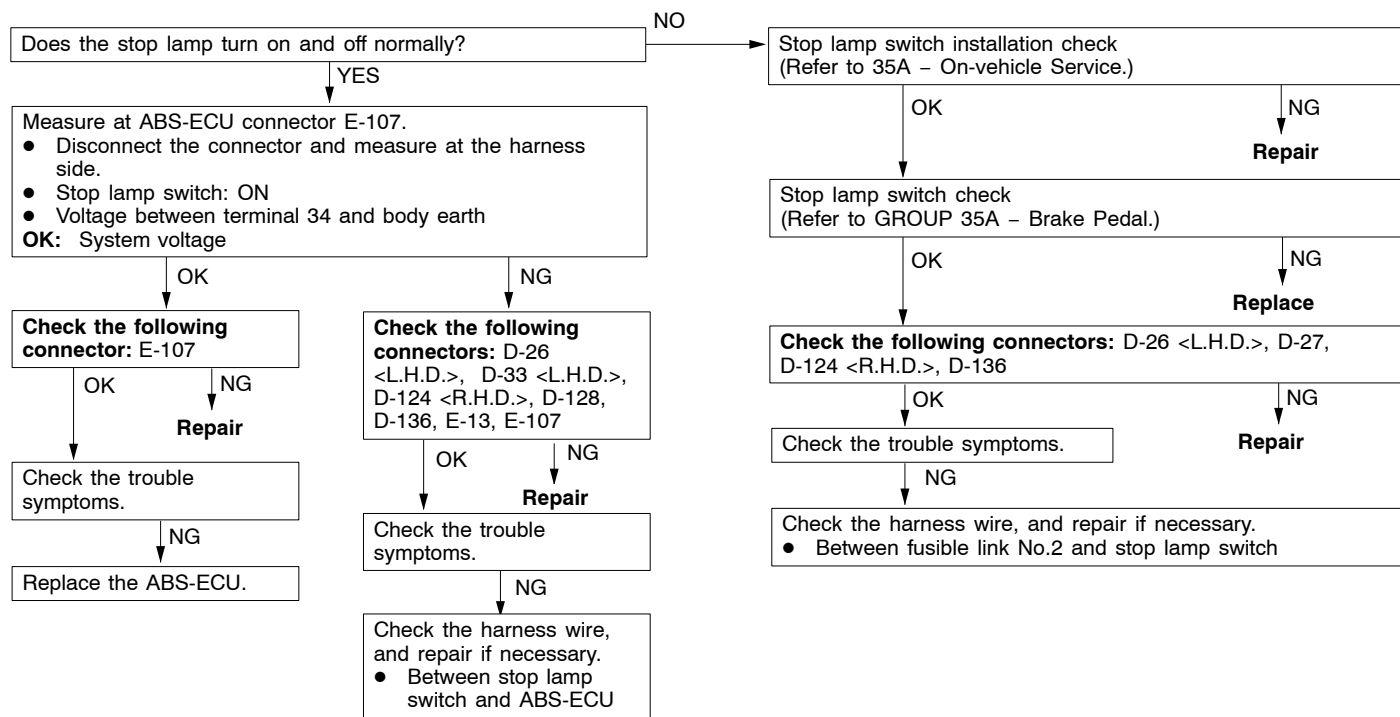 Does the stop lamp turn on and off normally?
NO
YES
Measure at ABS-ECU connector E-107.
● Disconnect the connector and measure at the harness
side.
● Stop lamp switch: ON
● Voltage between terminal 34 and body earth
OK: System voltage
OK
NG
Check the following
connector: E-107
OK
NG
Repair
Check the trouble
symptoms.
NG
Replace the ABS-ECU.
Check the following
connectors: D-26
<L.H.D.>, D-33 <L.H.D.>,
D-124 <R.H.D.>, D-128,
D-136, E-13, E-107
OK
NG
Repair
Check the trouble
symptoms.
NG
Check the harness wire,
and repair if necessary.
● Between stop lamp
switch and ABS-ECU
Stop lamp switch installation check
(Refer to 35A – On-vehicle Service.)
OK
NG
Repair
Stop lamp switch check
(Refer to GROUP 35A – Brake Pedal.)
OK
NG
Replace
Check the following connectors: D-26 <L.H.D.>, D-27,
D-124 <R.H.D.>, D-136
OK
NG
Repair
Check the trouble symptoms.
NG
Check the harness wire, and repair if necessary.
● Between fusible link No.2 and stop lamp switch